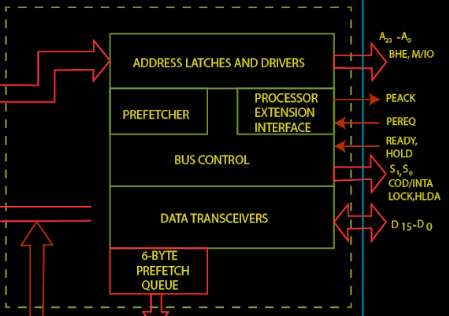 A23 -A0
ADDRESS LATCHES AND DRIVERS
BHE, M/IO
PREFETCHER
PROCESSOR
EXTENSION
INTERFACE
PEACK
PEREQ
READY,
HOLD
BUS CONTROL
S1, S0
COD/INTA
LOCK,HLDA
DATA TRANSCEIVERS
D 15-D 0
6-BYTE
PREFETCH
QUEUE